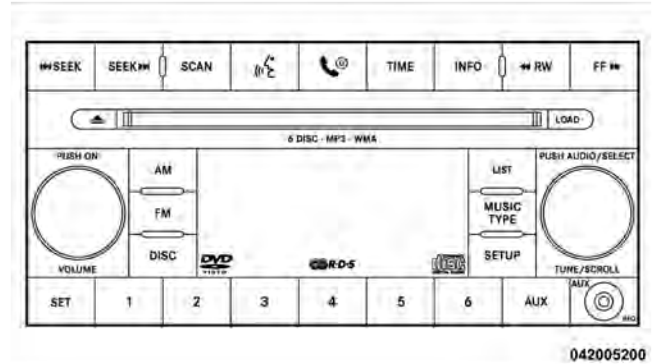 SEEK SEEK SCAN TIME INFO RW FF
LOAD
6 DISC - MP3 - WMA
PUSH ON
PUSH AUDIO/SELECT
AM
LIST
FM
MUSIC
TYPE
DISC
DVD
VIDEO
R·D·S
disc
SETUP
VOLUME
TUNE/SCROLL
SET 1 2 3 4 5 6 AUX
AUX
042005200